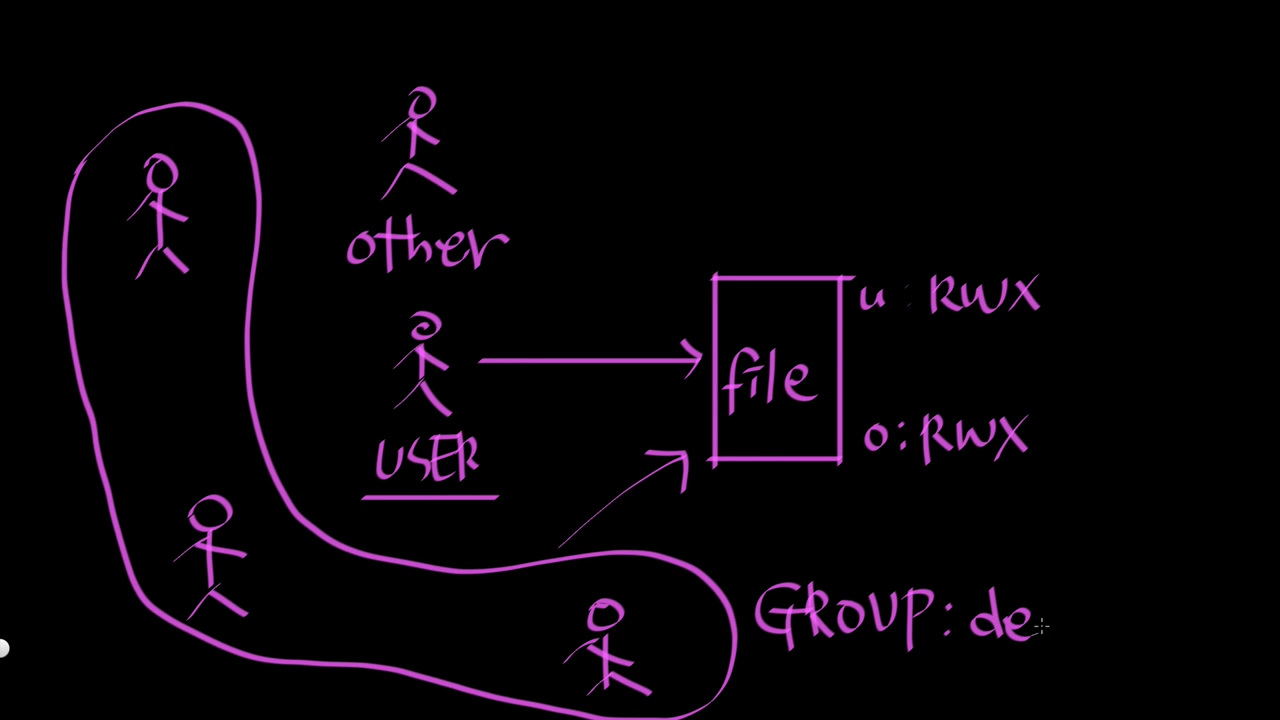 other
u : RWX
file
o:RWX
USER
GROUP: de